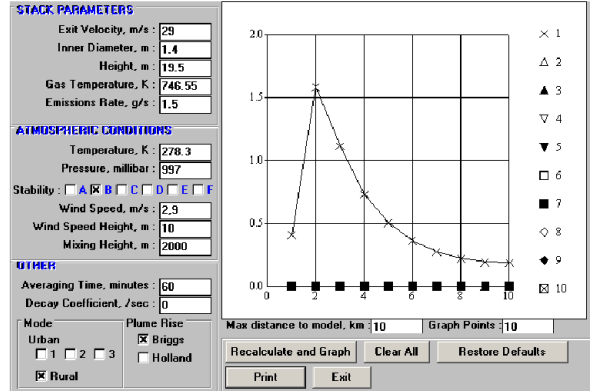 STACK PARAMETERS
Exit Velocity, m/s : 29
Inner Diameter, m : 1.4
Height, m : 19.5
Gas Temperature, K : 746.55
Emissions Rate, g/s : 1.5
ATMOSPHERIC CONDITIONS
Temperature, K : 278.3
Pressure, millibar : 997
Stability : A B C D E F
Wind Speed, m/s : 2,9
Wind Speed Height, m : 10
Mixing Height, m : 2000
OTHER
Averaging Time, minutes : 60
Decay Coefficient, /sec : 0
Mode
Urban
1 2 3
Rural
Plume Rise
Briggs
Holland
2.0
1.5
1.0
0.5
0.0
0 2 4 6 8 10
1
2
3
4
5
6
7
8
9
10
Max distance to model, km : 10 Graph Points : 10
Recalculate and Graph Clear All Restore Defaults
Print Exit